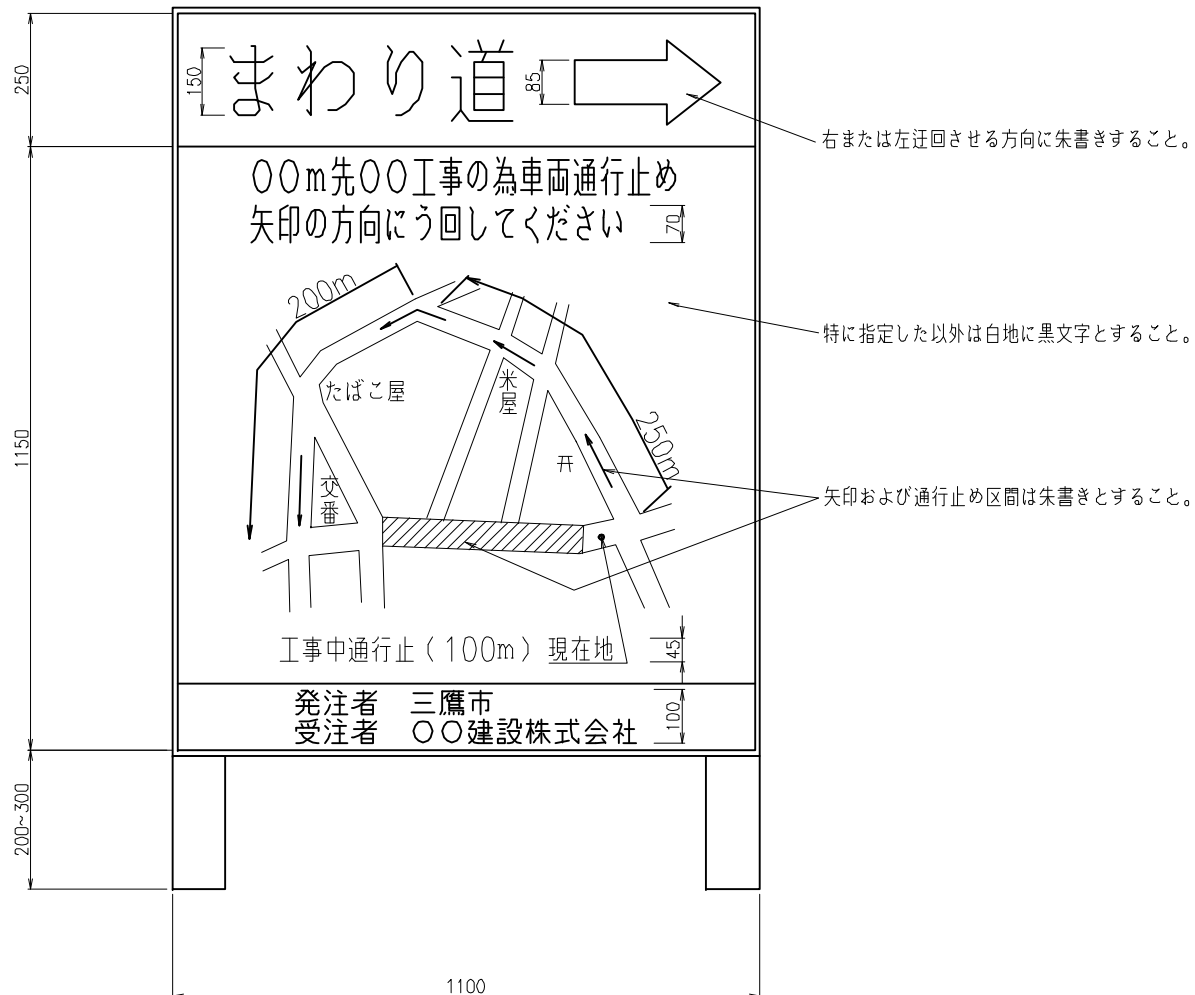 250
150
まわり道
85
右または左迂回させる方向に朱書きすること。
〇〇m先〇〇工事の為車両通行止め
矢印の方向にう回してください
70
200m
特に指定した以外は白地に黒文字とすること。
たばこ屋
米屋
1150
250m
交番
矢印および通行止め区間は朱書きとすること。
工事中通行止（100m）
現在地
45
発注者　三鷹市
受注者　〇〇建設株式会社
100
200~300
1100